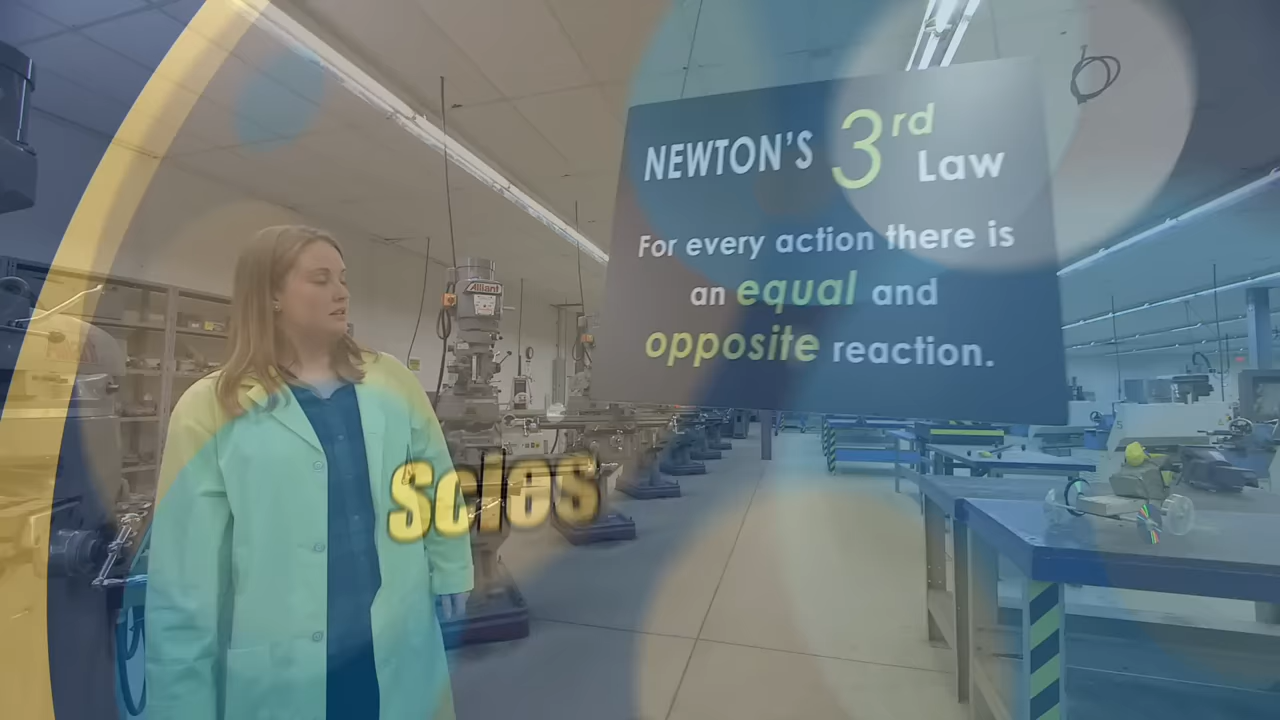 NEWTON'S 3rd Law
For every action there is
an equal and
opposite reaction.
Alliant